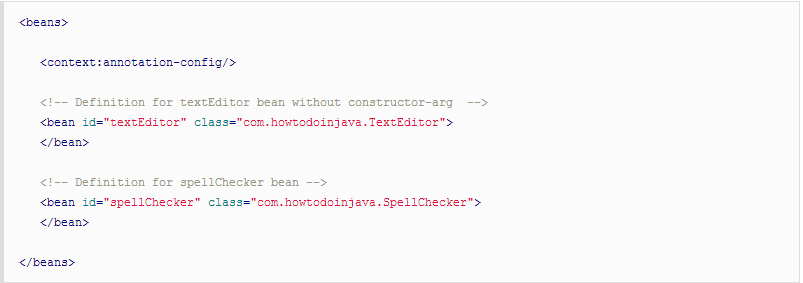 <beans>
<context:annotation-config/>
<!-- Definition for textEditor bean without constructor-arg  -->
<bean id="textEditor" class="com.howtodoinjava.TextEditor">
</bean>
<!-- Definition for spellChecker bean -->
<bean id="spellChecker" class="com.howtodoinjava.SpellChecker">
</bean>
</beans>